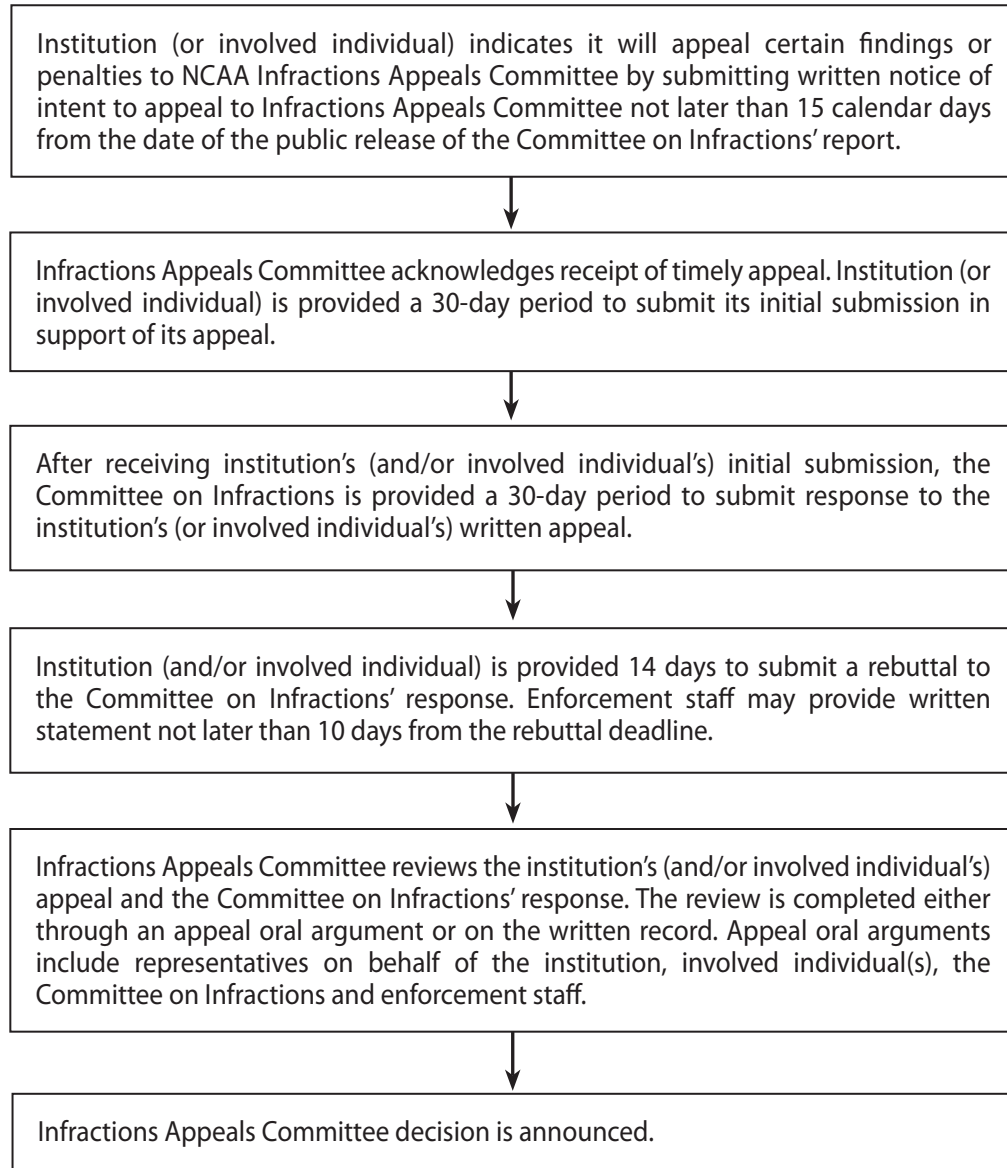 Institution (or involved individual) indicates it will appeal certain findings or
penalties to NCAA Infractions Appeals Committee by submitting written notice of
intent to appeal to Infractions Appeals Committee not later than 15 calendar days
from the date of the public release of the Committee on Infractions’ report.
Infractions Appeals Committee acknowledges receipt of timely appeal. Institution (or
involved individual) is provided a 30-day period to submit its initial submission in
support of its appeal.
After receiving institution’s (and/or involved individual’s) initial submission, the
Committee on Infractions is provided a 30-day period to submit response to the
institution’s (or involved individual’s) written appeal.
Institution (and/or involved individual) is provided 14 days to submit a rebuttal to
the Committee on Infractions’ response. Enforcement staff may provide written
statement not later than 10 days from the rebuttal deadline.
Infractions Appeals Committee reviews the institution’s (and/or involved individual’s)
appeal and the Committee on Infractions’ response. The review is completed either
through an appeal oral argument or on the written record. Appeal oral arguments
include representatives on behalf of the institution, involved individual(s), the
Committee on Infractions and enforcement staff.
Infractions Appeals Committee decision is announced.